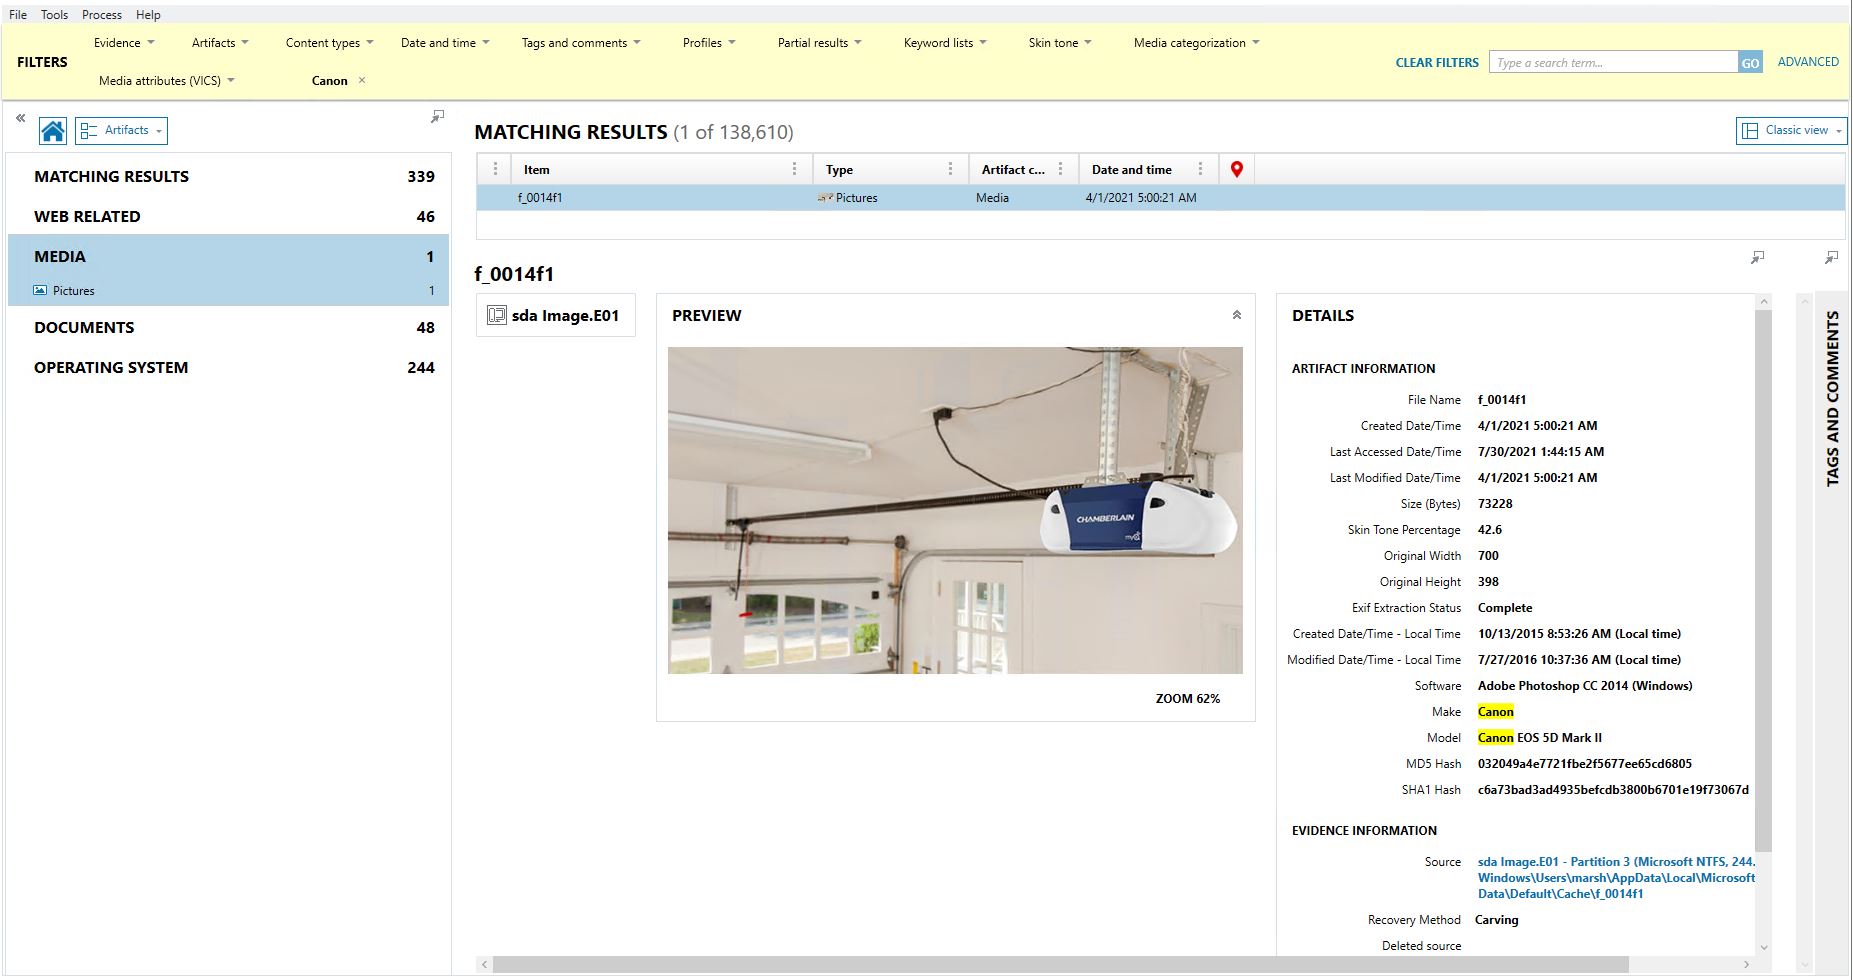 File Tools Process Help
FILTERS
Evidence Artifacts Content types Date and time Tags and comments Profiles Partial results Keyword lists Skin tone Media categorization
Media attributes (VICS) Canon ×
CLEAR FILTERS Type a search term... GO ADVANCED
« Artifacts
MATCHING RESULTS 339
WEB RELATED 46
MEDIA 1
Pictures 1
DOCUMENTS 48
OPERATING SYSTEM 244
MATCHING RESULTS (1 of 138,610)
Classic view
Item Type Artifact c... Date and time
f_0014f1 Pictures Media 4/1/2021 5:00:21 AM
f_0014f1
sda Image.E01
PREVIEW
CHAMBERLAIN
myQ
ZOOM 62%
DETAILS
ARTIFACT INFORMATION
File Name f_0014f1
Created Date/Time 4/1/2021 5:00:21 AM
Last Accessed Date/Time 7/30/2021 1:44:15 AM
Last Modified Date/Time 4/1/2021 5:00:21 AM
Size (Bytes) 73228
Skin Tone Percentage 42.6
Original Width 700
Original Height 398
Exif Extraction Status Complete
Created Date/Time - Local Time 10/13/2015 8:53:26 AM (Local time)
Modified Date/Time - Local Time 7/27/2016 10:37:36 AM (Local time)
Software Adobe Photoshop CC 2014 (Windows)
Make Canon
Model Canon EOS 5D Mark II
MD5 Hash 032049a4e7721fbe2f5677ee65cd6805
SHA1 Hash c6a73bad3ad4935befcdb3800b6701e19f73067d
EVIDENCE INFORMATION
Source sda Image.E01 - Partition 3 (Microsoft NTFS, 244.
Windows\Users\marsh\AppData\Local\Microsoft
Data\Default\Cache\f_0014f1
Recovery Method Carving
Deleted source
TAGS AND COMMENTS